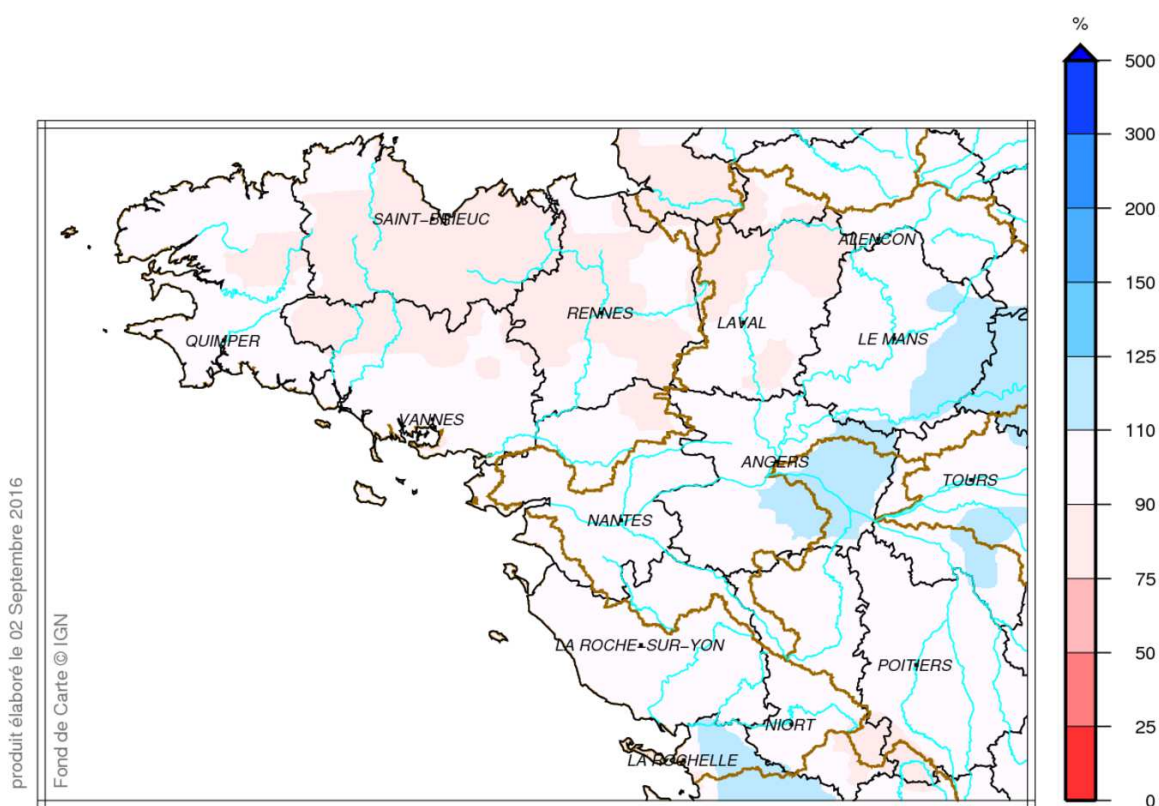 %
500
300
200
150
125
110
90
75
50
25
0
SAINT-BRIEUC
ALENCON
RENNES
LAVAL
LE MANS
QUIMPER
VANNES
ANGERS
TOURS
NANTES
LA ROCHE-SUR-YON
POITIERS
NIORT
LA ROCHELLE
produit élaboré le 02 Septembre 2016
Fond de Carte © IGN